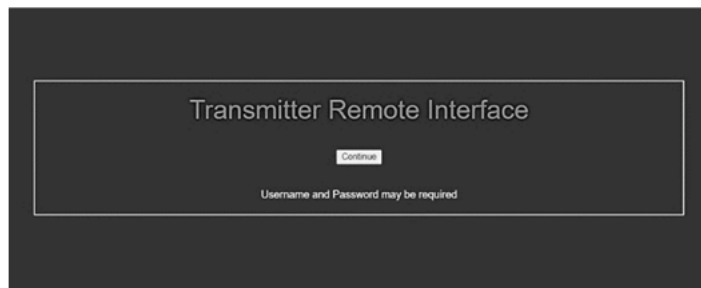 Transmitter Remote Interface
Continue
Username and Password may be required